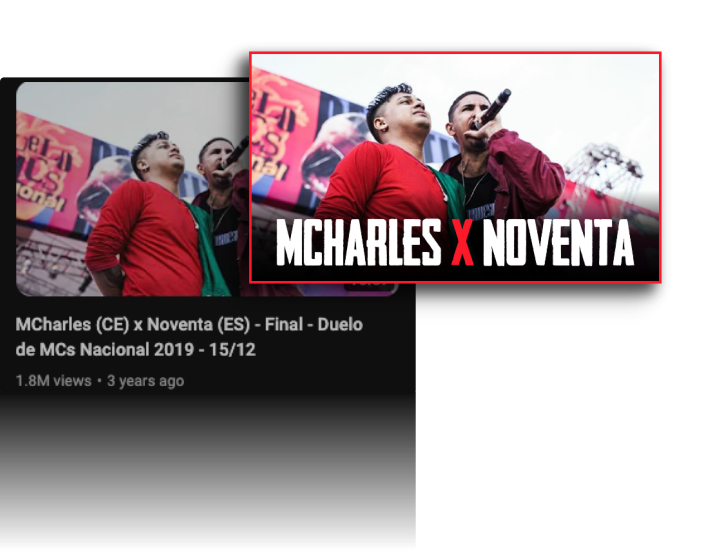 MCHARLES X NOVENTA
MCharles (CE) x Noventa (ES) - Final - Duelo
de MCs Nacional 2019 - 15/12
1.8M views • 3 years ago